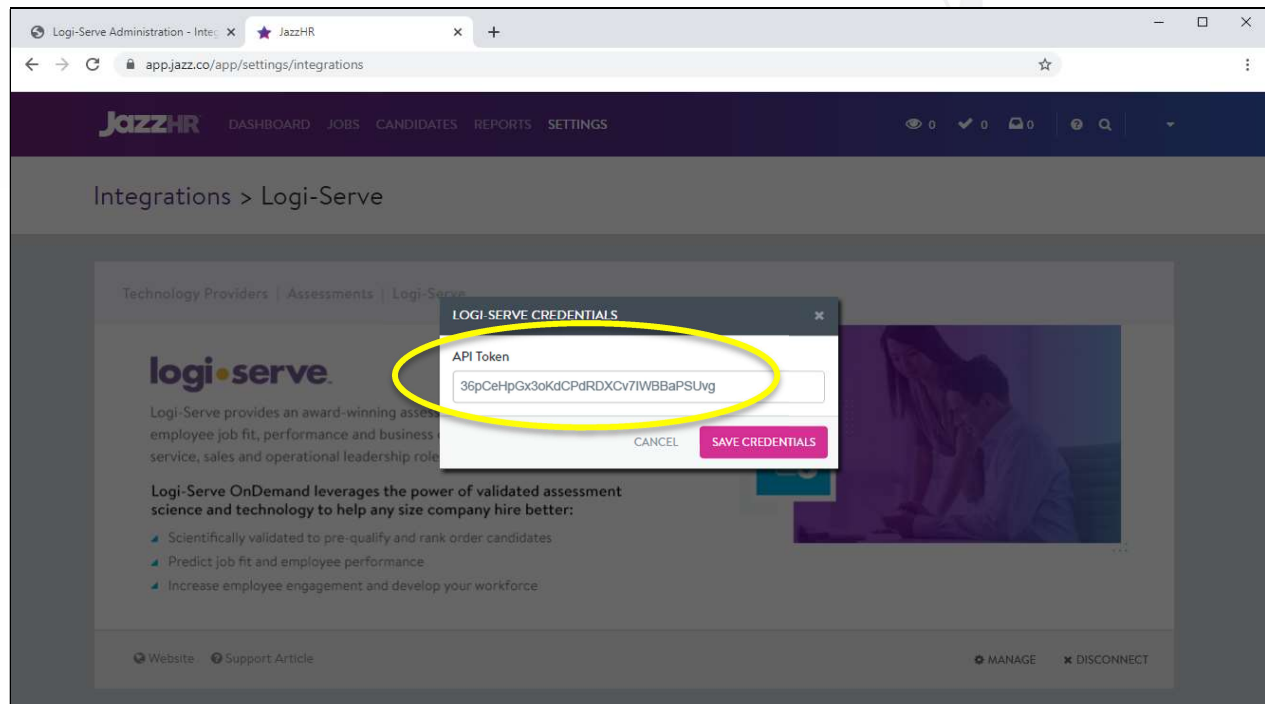 Logi-Serve Administration - Integ
JazzHR
app.jazz.co/app/settings/integrations
JazzHR DASHBOARD JOBS CANDIDATES REPORTS SETTINGS 0 0 0
Integrations > Logi-Serve
Technology Providers | Assessments | Logi-Serve
LOGI-SERVE CREDENTIALS
API Token
36pCeHpGx3oKdCPdRDXCv7IWBBaPSUvg
CANCEL SAVE CREDENTIALS
logi•serve.
Logi-Serve provides an award-winning assess
employee job fit, performance and business
service, sales and operational leadership role
Logi-Serve OnDemand leverages the power of validated assessment
science and technology to help any size company hire better:
Scientifically validated to pre-qualify and rank order candidates
Predict job fit and employee performance
Increase employee engagement and develop your workforce
Website Support Article MANAGE DISCONNECT